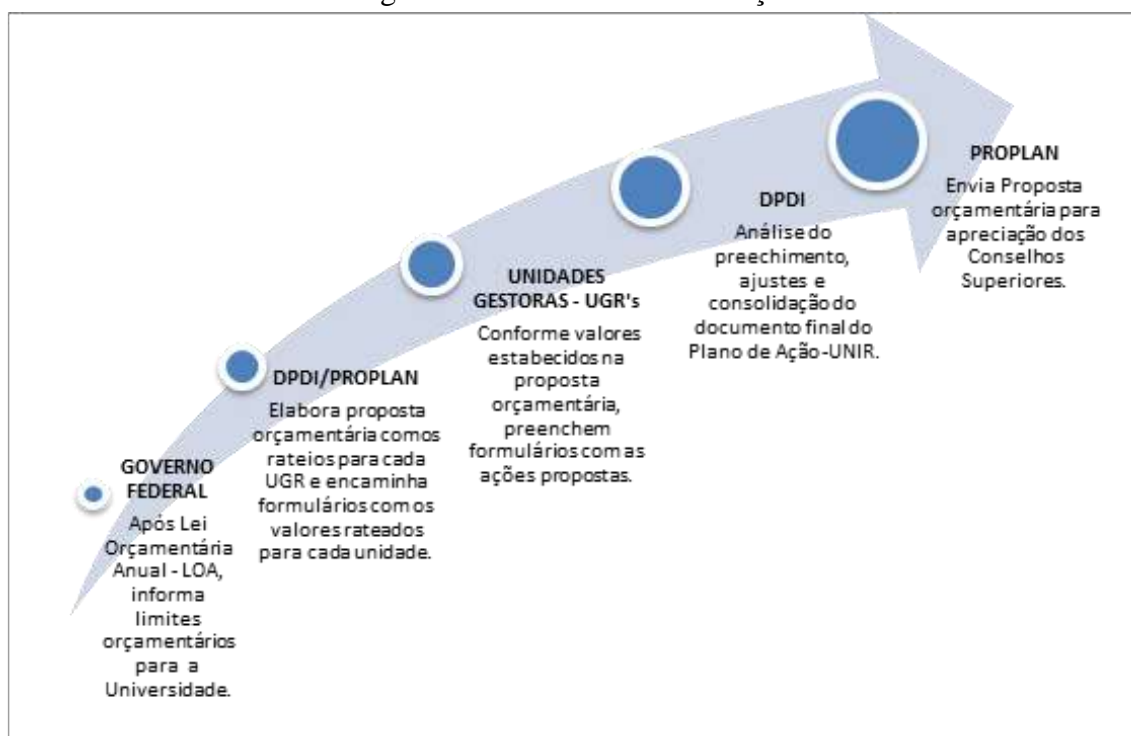 GOVERNO
FEDERAL
Após Lei
Orçamentária
Anual - LOA,
informa
limites
orçamentários
para a
Universidade.
DPDI/PROPLAN
Elabora proposta
orçamentária comos
rateios para cada
UGR e encaminha
formulários com os
valores rateados
para cada unidade.
UNIDADES
GESTORAS - UGR's
Conforme valores
estabecidos na
proposta
orçamentária,
preenchem
formulários com as
ações propostas.
DPDI
Análise do
preechimento,
ajustes e
consolidação do
documento final do
Plano de Ação -UNIR.
PROPLAN
Envia Proposta
orçamentária para
apreciação dos
Conselhos
Superiores.